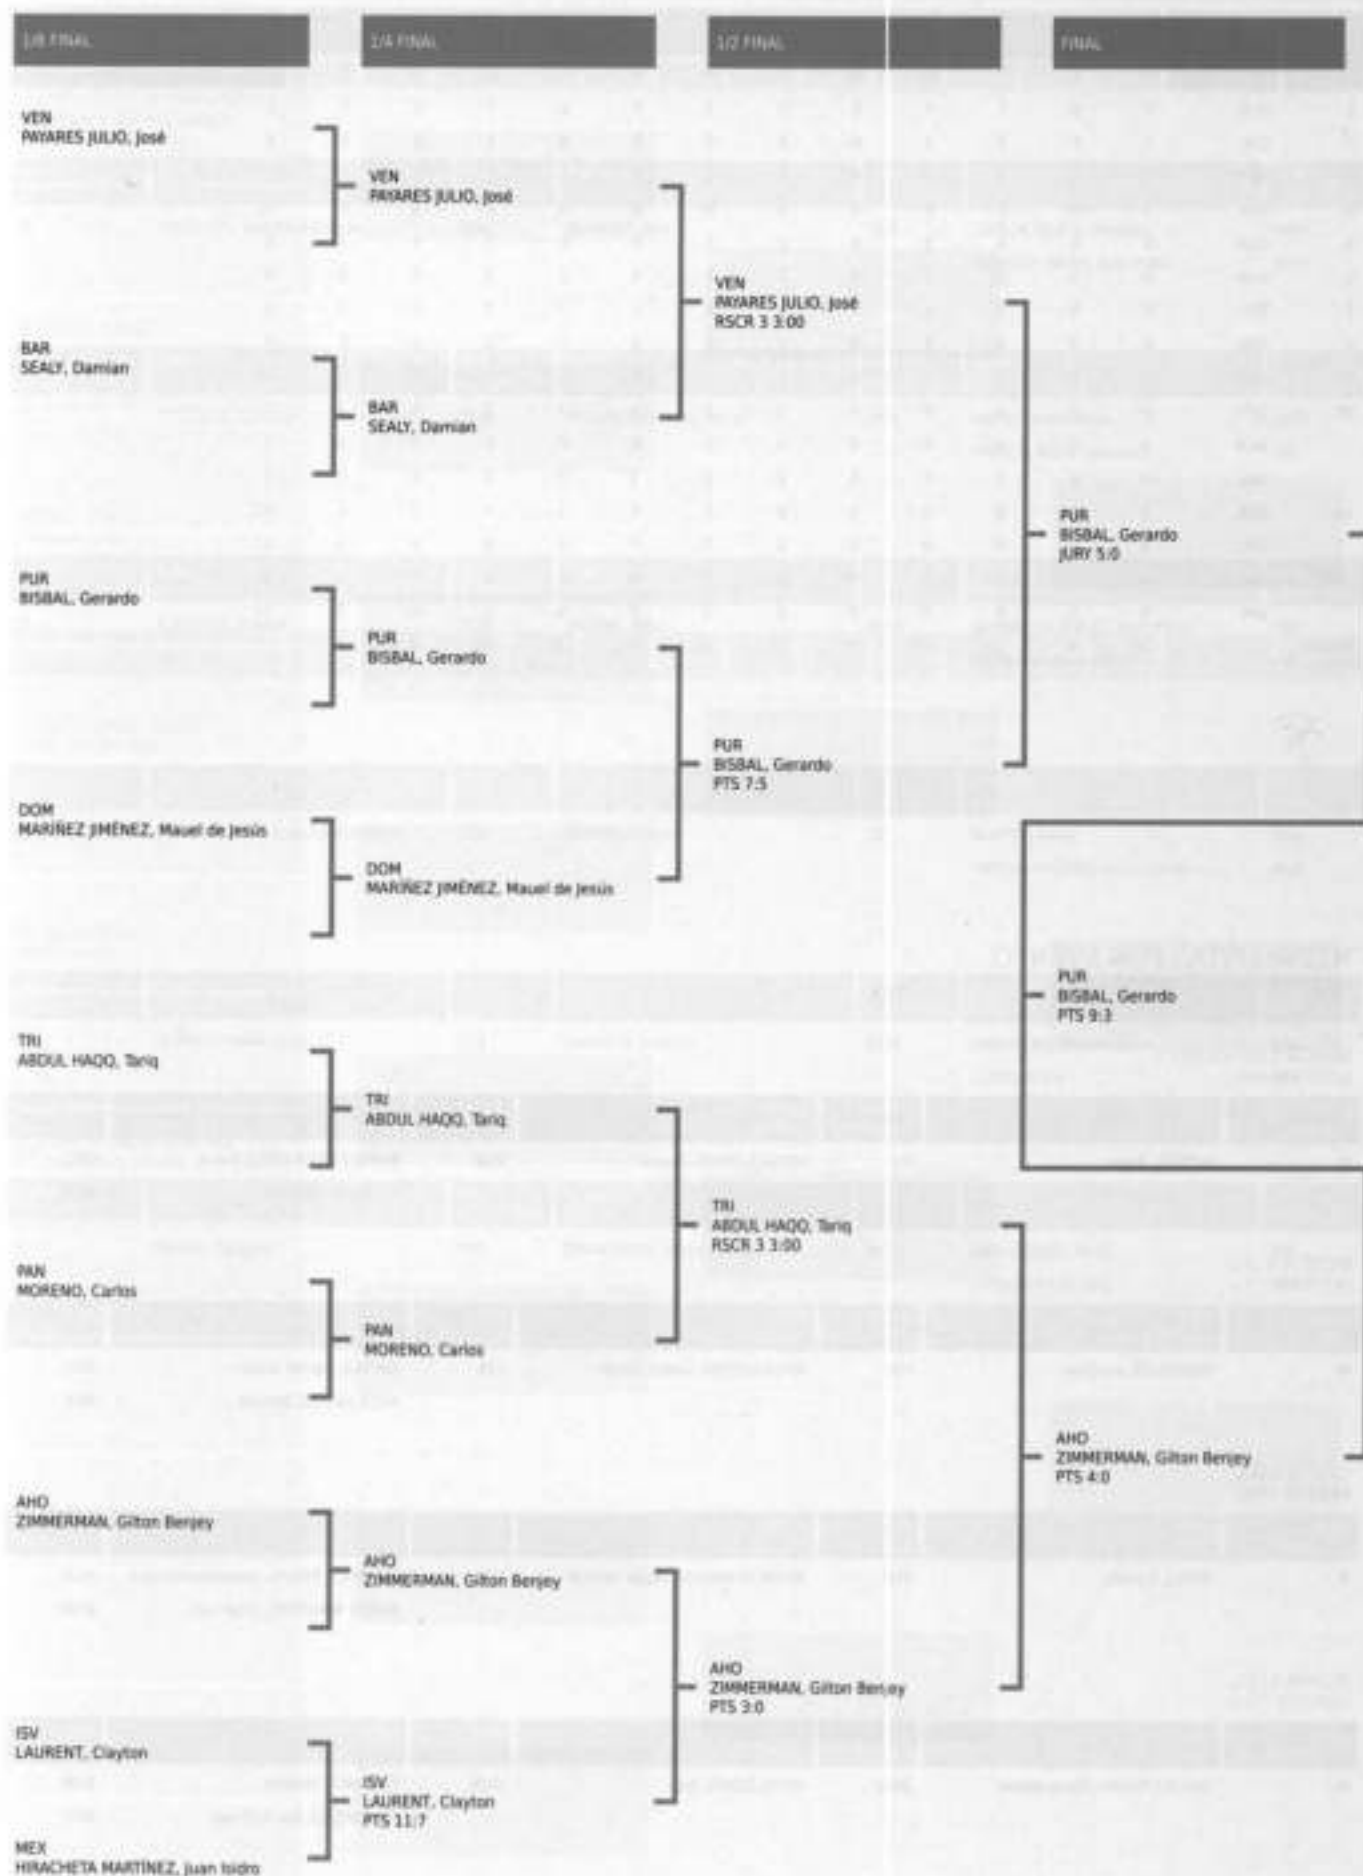 1/8 FINAL
1/4 FINAL
1/2 FINAL
FINAL
VEN
PAYARES JULIO, José
BAR
SEALY, Damian
PUR
BISBAL, Gerardo
DOM
MARÍÑEZ JIMÉNEZ, Mauel de Jesús
TRI
ABDUL HAQQ, Tariq
PAN
MORENO, Carlos
AHO
ZIMMERMAN, Gilton Benjey
ISV
LAURENT, Clayton
MEX
HIRACHETA MARTÍNEZ, Juan Isidro
VEN
PAYARES JULIO, José
BAR
SEALY, Damian
PUR
BISBAL, Gerardo
DOM
MARÍÑEZ JIMÉNEZ, Mauel de Jesús
TRI
ABDUL HAQQ, Tariq
PAN
MORENO, Carlos
AHO
ZIMMERMAN, Gilton Benjey
ISV
LAURENT, Clayton
PTS 11:7
VEN
PAYARES JULIO, José
RSCR 3 3:00
PUR
BISBAL, Gerardo
PTS 7:5
TRI
ABDUL HAQQ, Tariq
RSCR 3 3:00
AHO
ZIMMERMAN, Gilton Benjey
PTS 3:0
PUR
BISBAL, Gerardo
JURY 5:0
PUR
BISBAL, Gerardo
PTS 9:3
AHO
ZIMMERMAN, Gilton Benjey
PTS 4:0